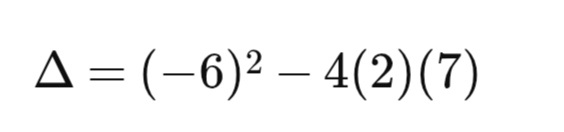 Δ = (−6)² − 4(2)(7)